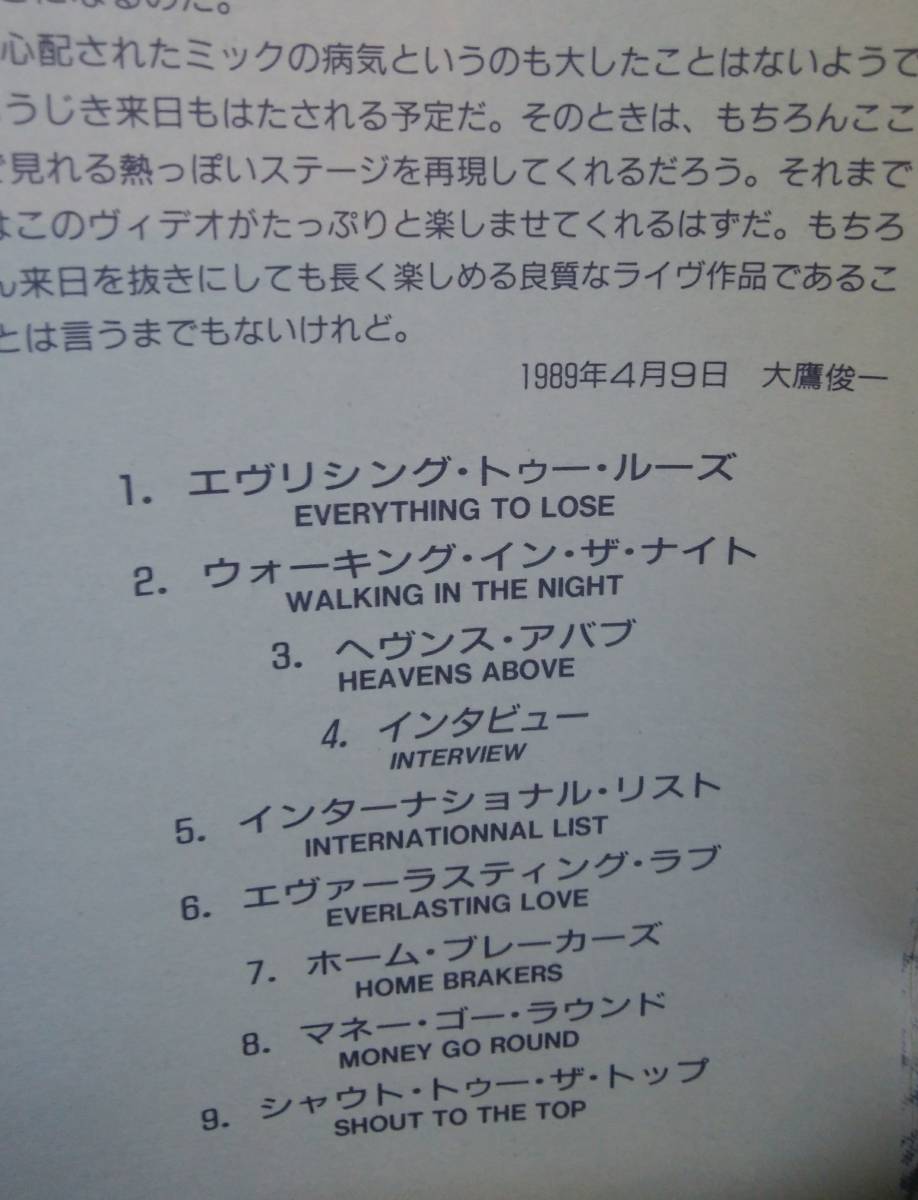 になるのだ。
心配されたミックの病気というのも大したことはないようで
うじき来日もはたされる予定だ。そのときは、もちろんここ
で見れる熱っぽいステージを再現してくれるだろう。それまで
はこのヴィデオがたっぷりと楽しませてくれるはずだ。もちろ
ん来日を抜きにしても長く楽しめる良質なライヴ作品であるこ
とは言うまでもないけれど。
1989年4月9日 大鷹俊一
1. エヴリシング・トゥー・ルーズ
EVERYTHING TO LOSE
2. ウォーキング・イン・ザ・ナイト
WALKING IN THE NIGHT
3. ヘヴンス・アバブ
HEAVENS ABOVE
4. インタビュー
INTERVIEW
5. インターナショナル・リスト
INTERNATIONNAL LIST
6. エヴァーラスティング・ラブ
EVERLASTING LOVE
7. ホーム・ブレーカーズ
HOME BRAKERS
8. マネー・ゴー・ラウンド
MONEY GO ROUND
9. シャウト・トゥー・ザ・トップ
SHOUT TO THE TOP